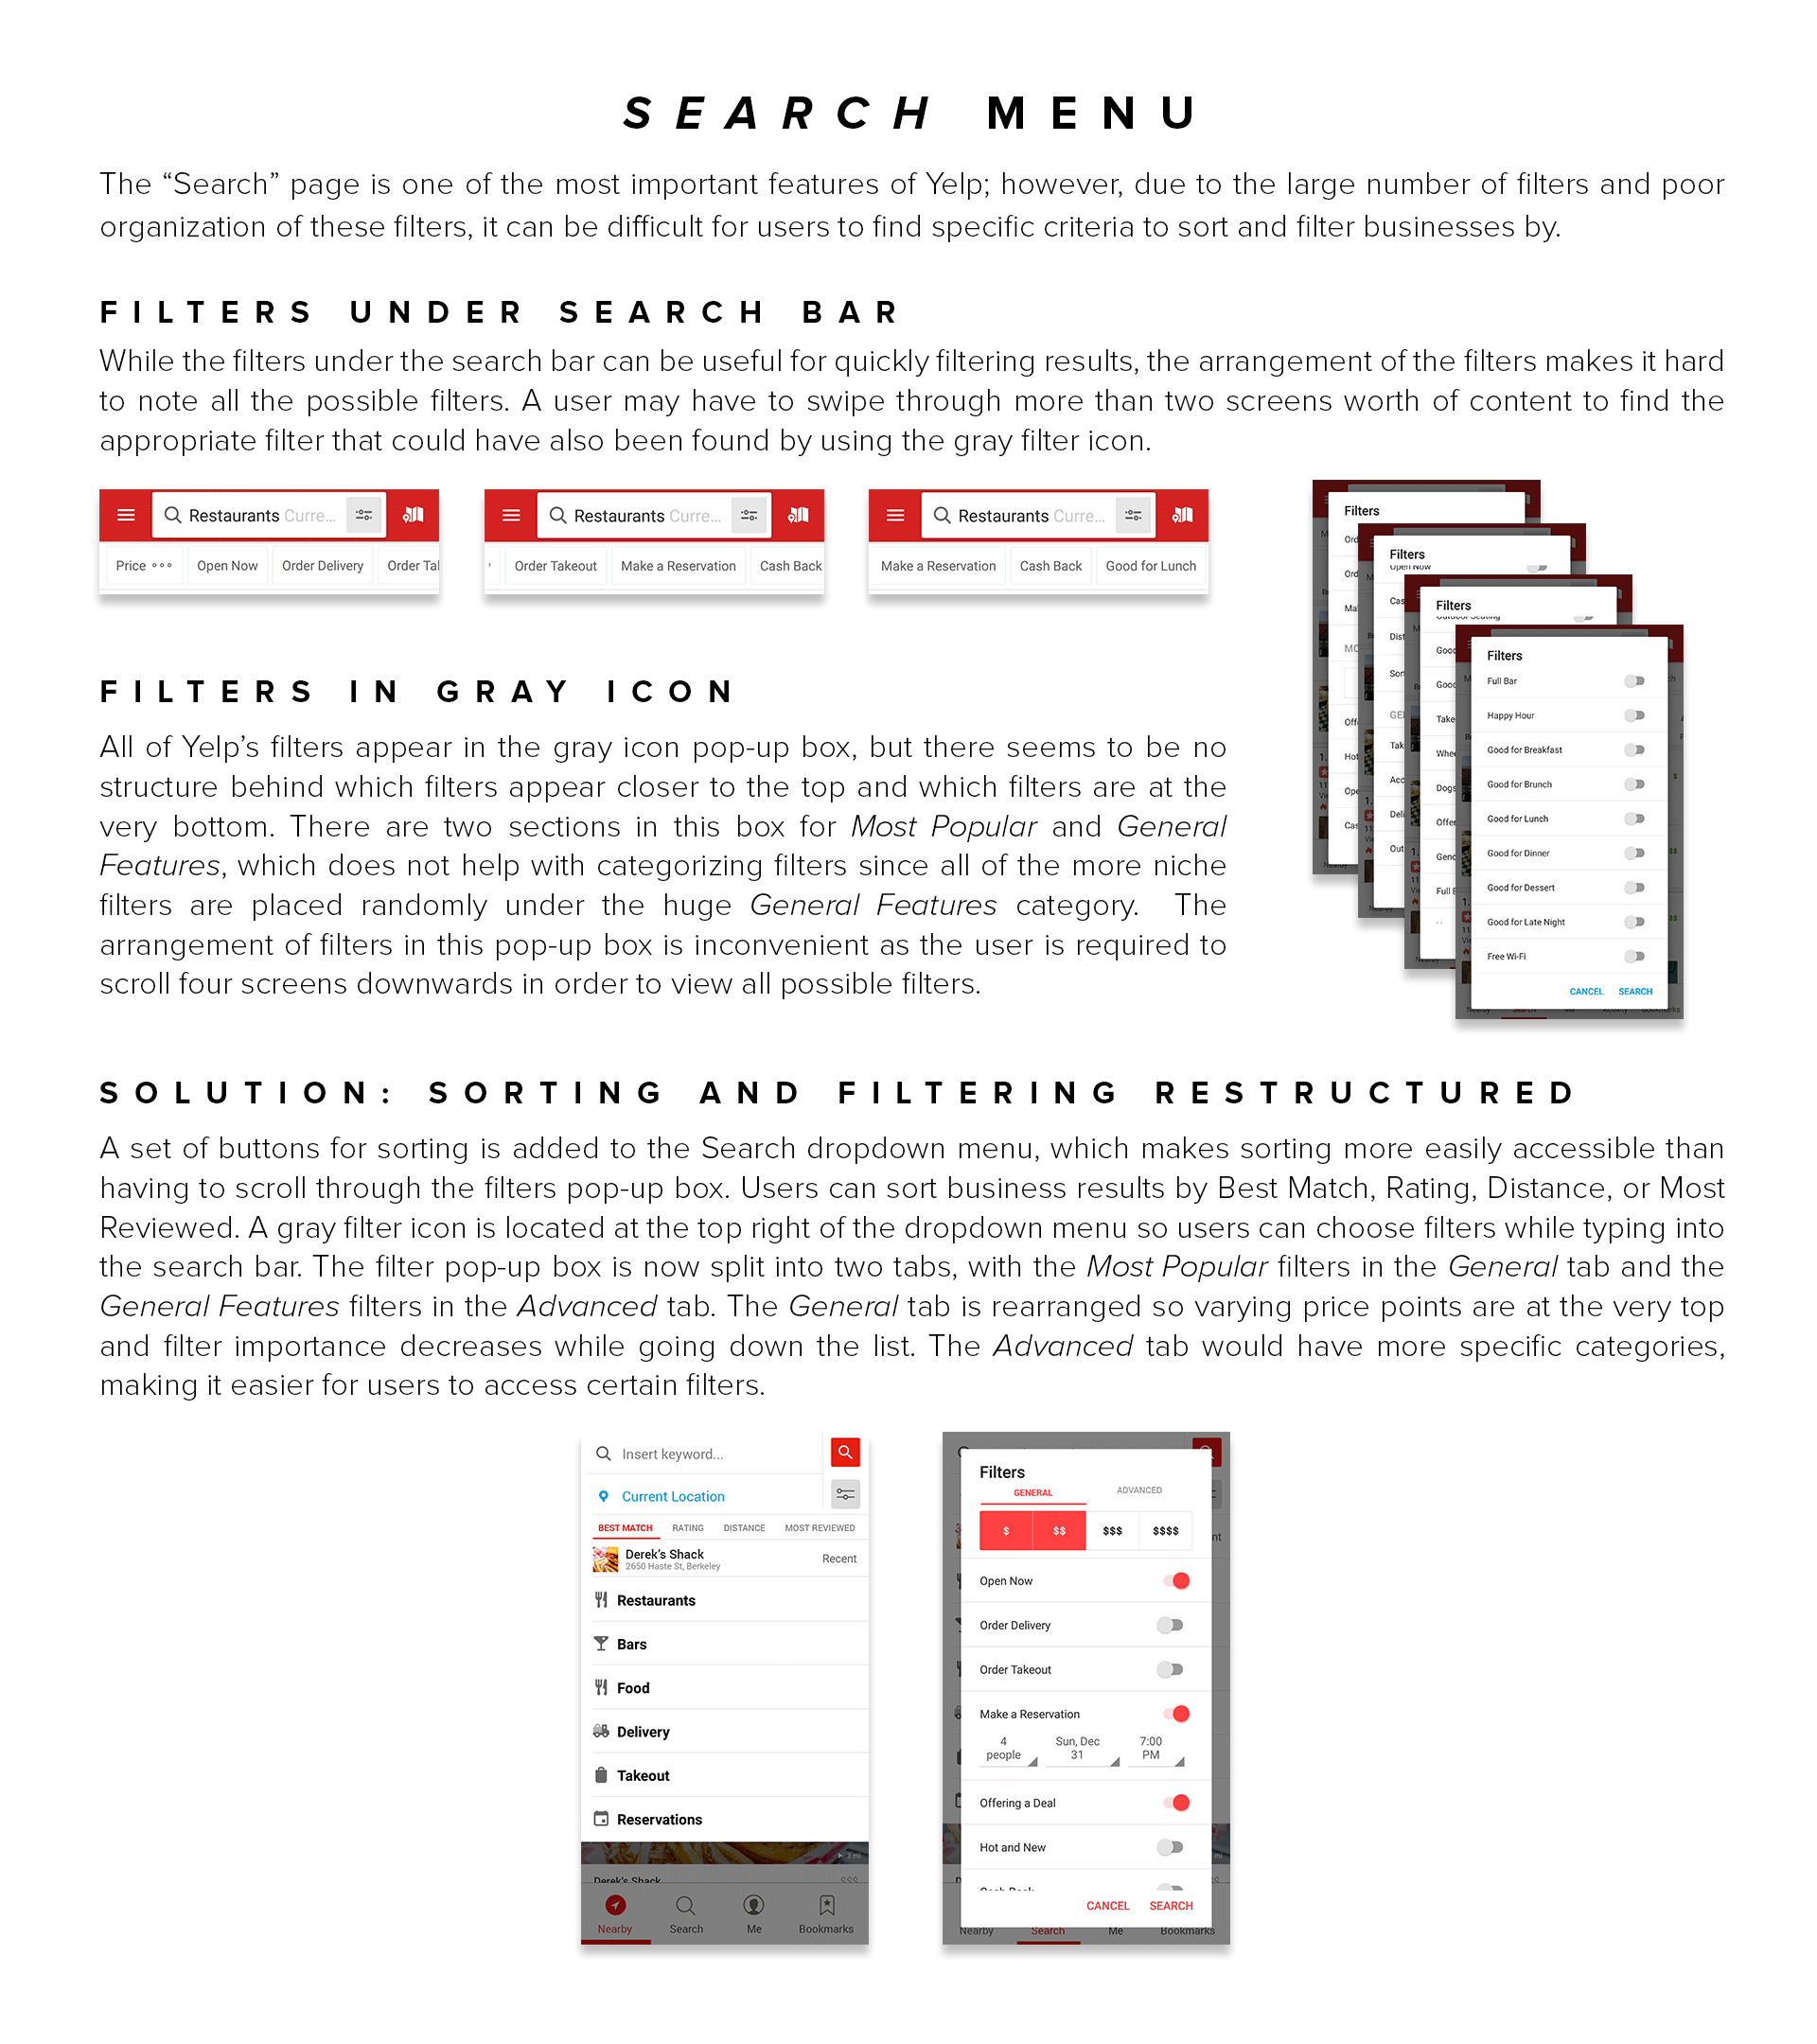 SEARCH MENU
The “Search” page is one of the most important features of Yelp; however, due to the large number of filters and poor
organization of these filters, it can be difficult for users to find specific criteria to sort and filter businesses by.
FILTERS UNDER SEARCH BAR
While the filters under the search bar can be useful for quickly filtering results, the arrangement of the filters makes it hard
to note all the possible filters. A user may have to swipe through more than two screens worth of content to find the
appropriate filter that could have also been found by using the gray filter icon.
Restaurants Curre...
Price Open Now Order Delivery Order Ta
Restaurants Curre...
Order Takeout Make a Reservation Cash Back
Restaurants Curre...
Make a Reservation Cash Back Good for Lunch
Filters
Filters
Open Now
Filters
Outdoor Seating
Filters
Full Bar
Happy Hour
Good for Breakfast
Good for Brunch
Good for Lunch
Good for Dinner
Good for Dessert
Good for Late Night
Free Wi-Fi
CANCEL SEARCH
Nearby Search Me Activity Bookmarks
FILTERS IN GRAY ICON
All of Yelp’s filters appear in the gray icon pop-up box, but there seems to be no
structure behind which filters appear closer to the top and which filters are at the
very bottom. There are two sections in this box for Most Popular and General
Features, which does not help with categorizing filters since all of the more niche
filters are placed randomly under the huge General Features category. The
arrangement of filters in this pop-up box is inconvenient as the user is required to
scroll four screens downwards in order to view all possible filters.
SOLUTION: SORTING AND FILTERING RESTRUCTURED
A set of buttons for sorting is added to the Search dropdown menu, which makes sorting more easily accessible than
having to scroll through the filters pop-up box. Users can sort business results by Best Match, Rating, Distance, or Most
Reviewed. A gray filter icon is located at the top right of the dropdown menu so users can choose filters while typing into
the search bar. The filter pop-up box is now split into two tabs, with the Most Popular filters in the General tab and the
General Features filters in the Advanced tab. The General tab is rearranged so varying price points are at the very top
and filter importance decreases while going down the list. The Advanced tab would have more specific categories,
making it easier for users to access certain filters.
Insert keyword...
Current Location
BEST MATCH RATING DISTANCE MOST REVIEWED
Derek’s Shack
2650 Haste St, Berkeley
Recent
Restaurants
Bars
Food
Delivery
Takeout
Reservations
3 mi
Derek’s Shack $$$
Nearby Search Me Bookmarks
Filters
GENERAL ADVANCED
$ $$ $$$ $$$$
Open Now
Order Delivery
Order Takeout
Make a Reservation
4 people
Sun, Dec 31
7:00 PM
Offering a Deal
Hot and New
Cash Back
CANCEL SEARCH
Nearby Search Me Bookmarks